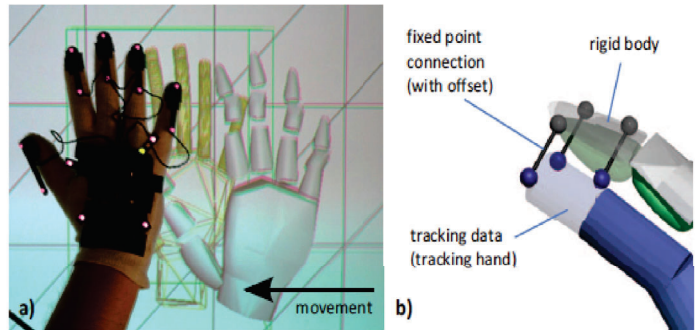 fixed point
connection
(with offset)
rigid body
tracking data
(tracking hand)
movement
a)
b)